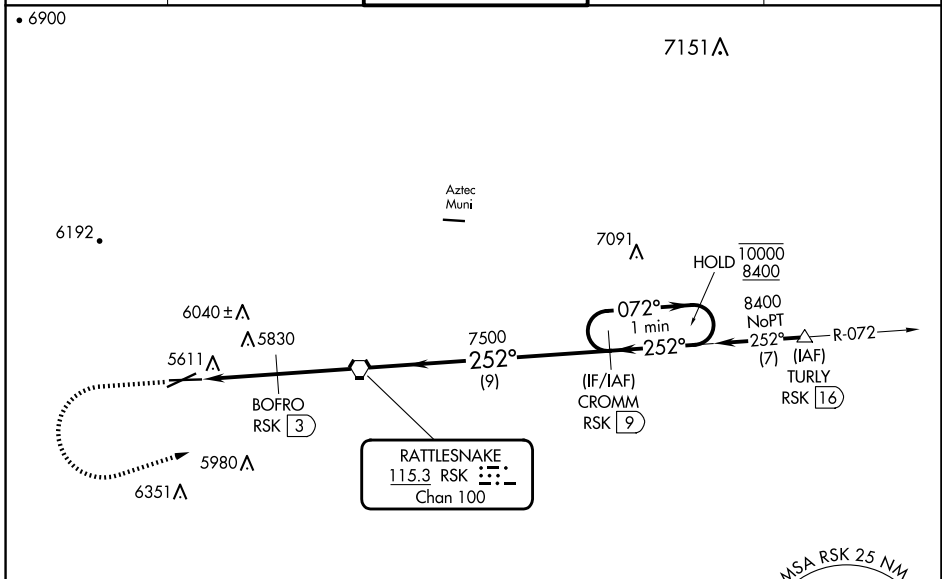 6900
7151
Aztec
Muni
6192
7091
HOLD 10000
8400
6040 ±
072°
1 min
8400
NoPT
5830
7500
252°
252°
R-072
5611
252°
(9)
(7)
(IAF)
TURLY
RSK 16
(IF/IAF)
CROMM
RSK 9
BOFRO
RSK 3
RATTLESNAKE
115.3 RSK
Chan 100
5980
6351
MSA RSK 25 NM